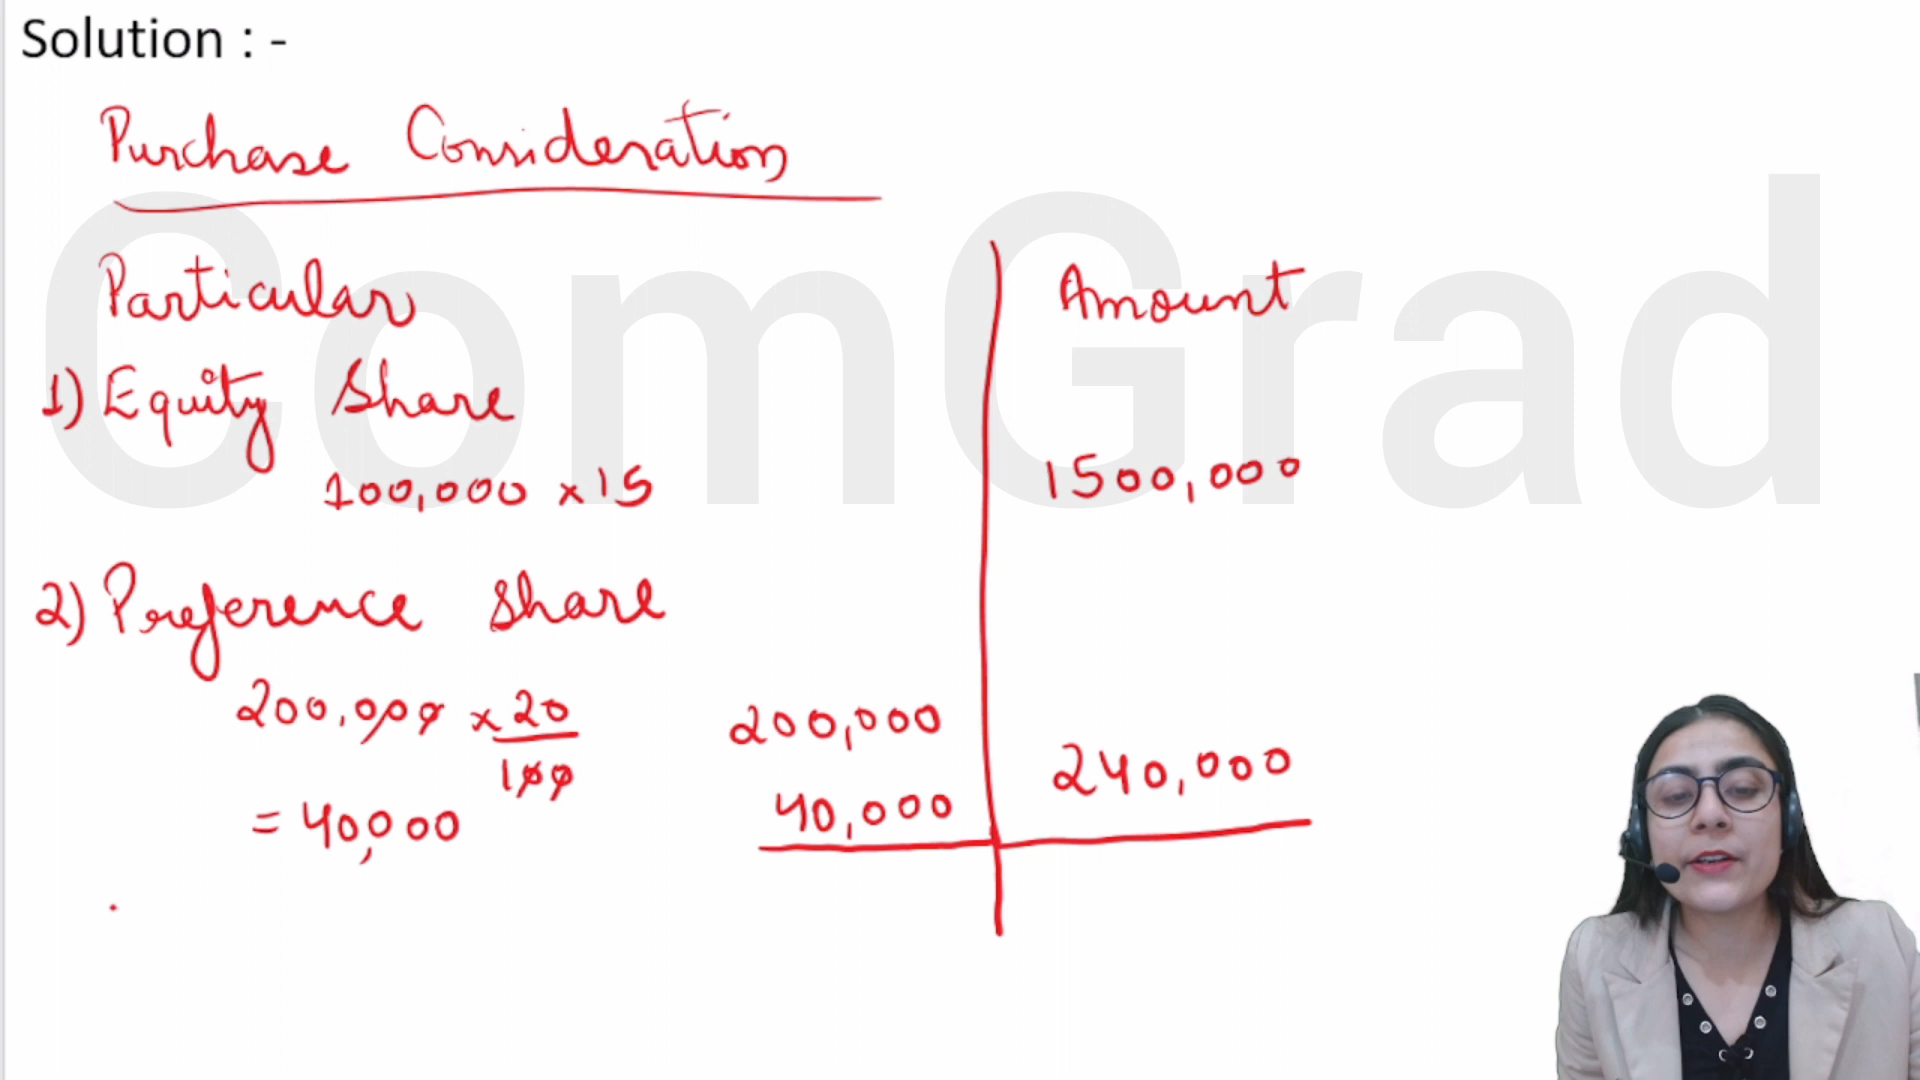 Solution : -
Purchase Consideration
Particular Amount
1) Equity Share
100,000 x 15 1500,000
2) Preference Share
200,000 x 20/100 200,000
= 40,000 40,000 240,000
ComGrad